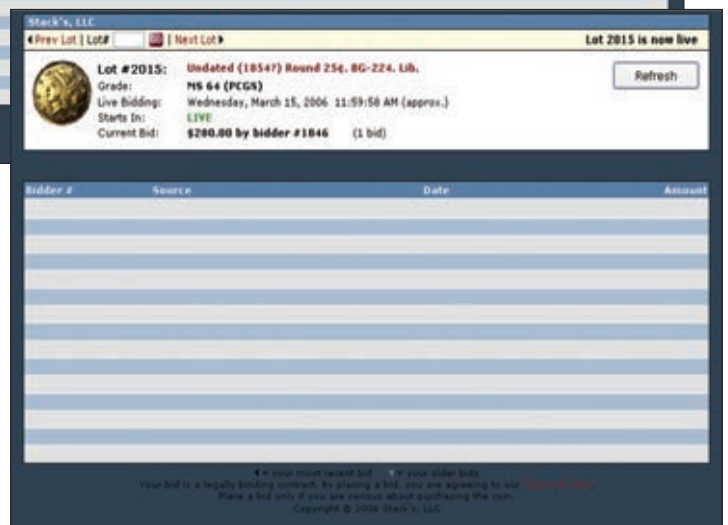 Stack's, LLC
Prev Lot | Lot# | Next Lot Lot 2015 is now live
Lot #2015: Undated (1854?) Round 25¢. BG-224. Lib.
Grade: MS 64 (PCGS)
Live Bidding: Wednesday, March 15, 2006 11:59:58 AM (approx.)
Starts In: LIVE
Current Bid: $280.00 by bidder #1846 (1 bid)
Refresh
Bidder # Source Date Amount
= your most recent bid = your older bids
Your bid is a legally binding contract. By placing a bid, you are agreeing to our
Place a bid only if you are serious about purchasing the coin.
Copyright © 2006 Stack's, LLC